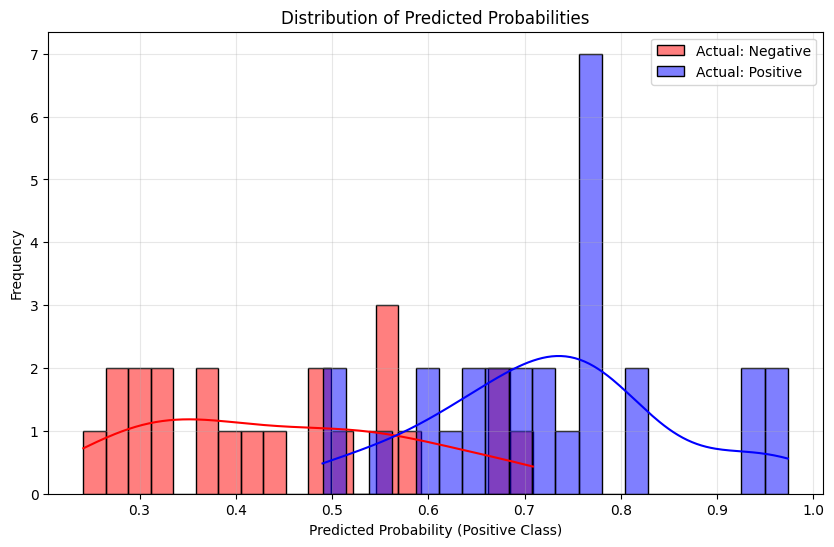 Distribution of Predicted Probabilities
Actual: Negative
Actual: Positive
Frequency
7
6
5
4
3
2
1
0
0.3 0.4 0.5 0.6 0.7 0.8 0.9 1.0
Predicted Probability (Positive Class)